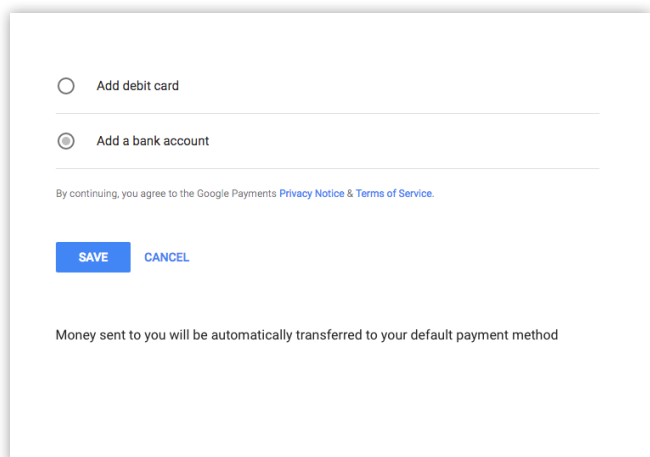 Add debit card
Add a bank account
By continuing, you agree to the Google Payments Privacy Notice & Terms of Service.
SAVE CANCEL
Money sent to you will be automatically transferred to your default payment method